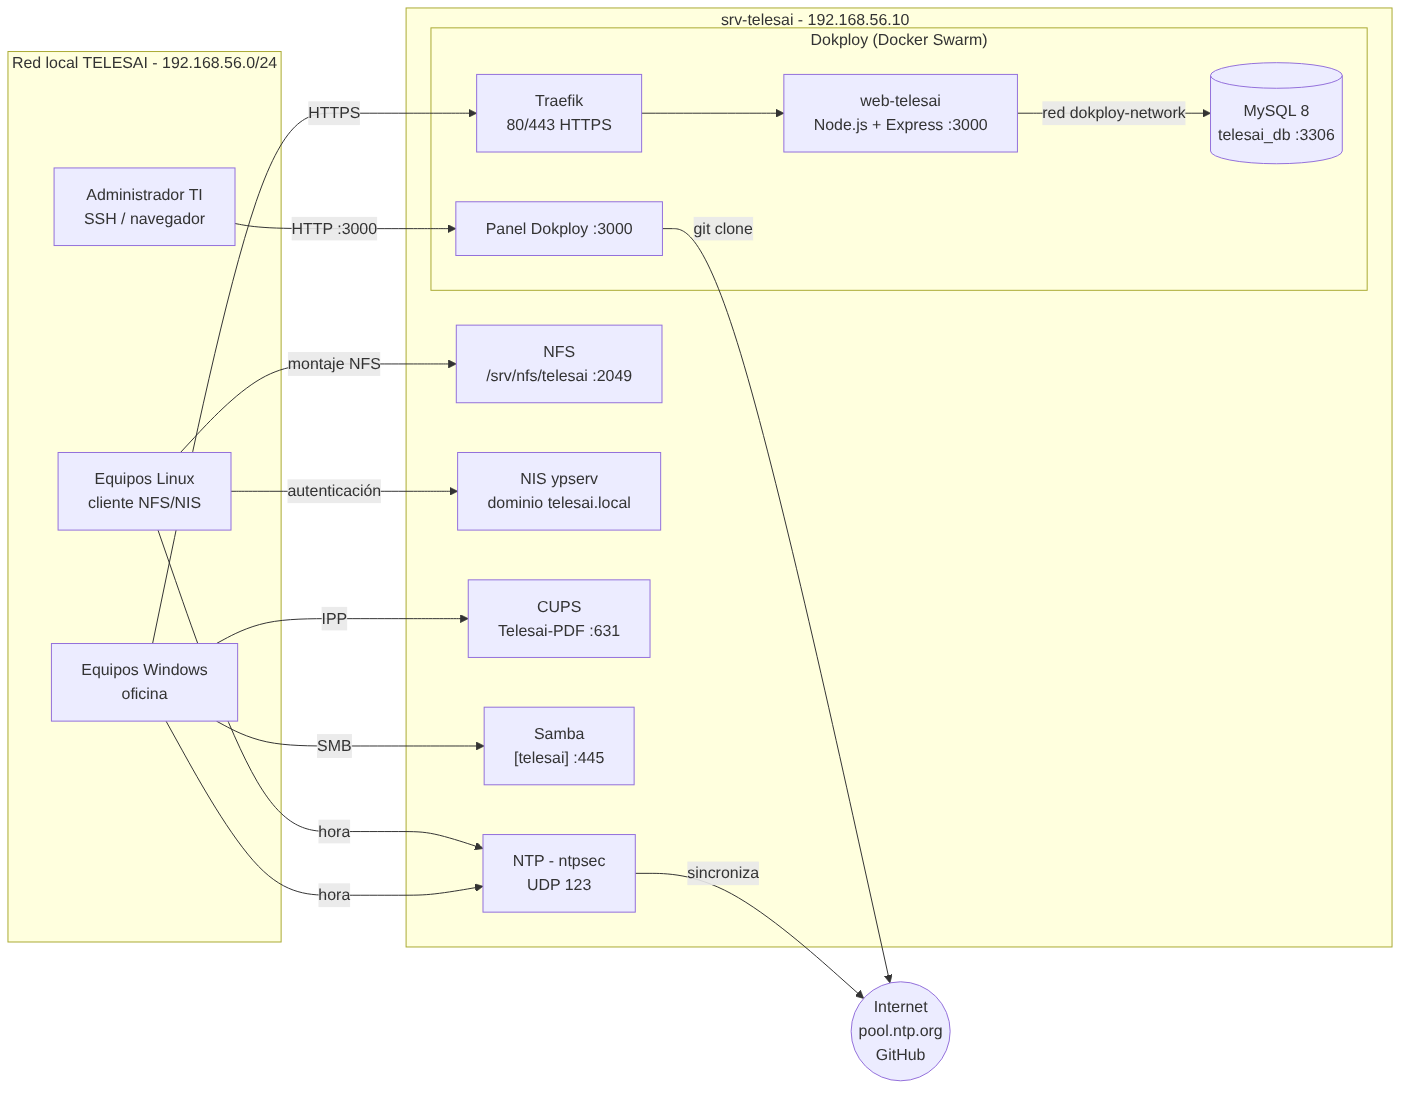 srv-telesai - 192.168.56.10
Dokploy (Docker Swarm)
Red local TELESAI - 192.168.56.0/24
HTTPS
Traefik
80/443 HTTPS
web-telesai
Node.js + Express :3000
red dokploy-network
MySQL 8
telesai_db :3306
Administrador TI
SSH / navegador
HTTP :3000
Panel Dokploy :3000
git clone
montaje NFS
NFS
/srv/nfs/telesai :2049
Equipos Linux
cliente NFS/NIS
autenticación
NIS ypserv
dominio telesai.local
IPP
CUPS
Telesai-PDF :631
Equipos Windows
oficina
SMB
Samba
[telesai] :445
hora
hora
NTP - ntpsec
UDP 123
sincroniza
Internet
pool.ntp.org
GitHub